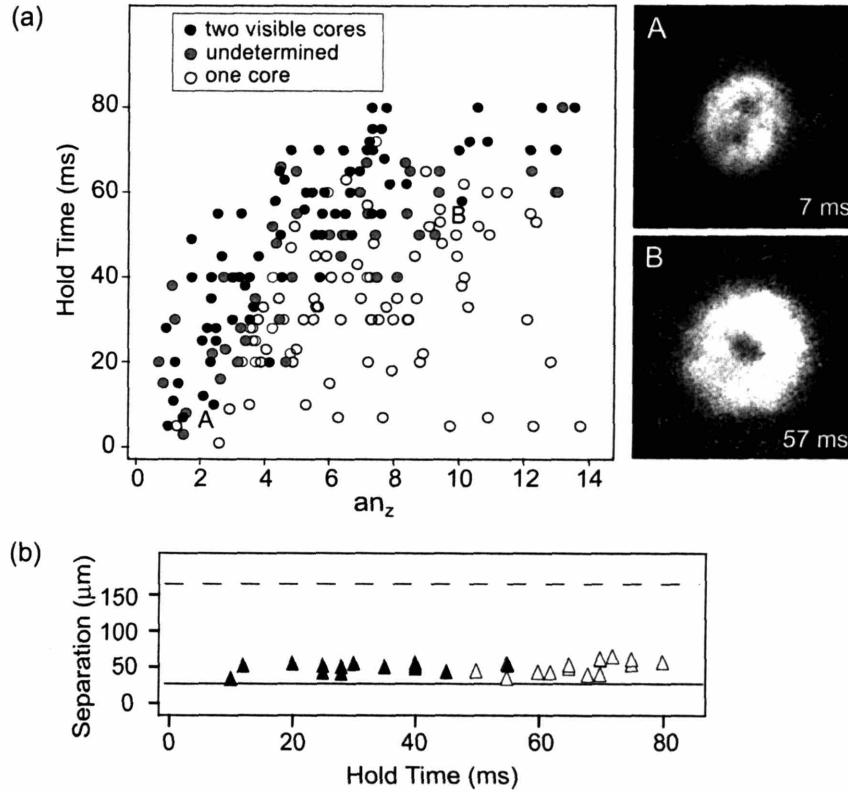 (a)
two visible cores
undetermined
one core
Hold Time (ms)
80
60
40
20
0
0 2 4 6 8 10 12 14
an_z
A
B
A
7 ms
B
57 ms
(b)
Separation (μm)
150
100
50
0
0 20 40 60 80
Hold Time (ms)